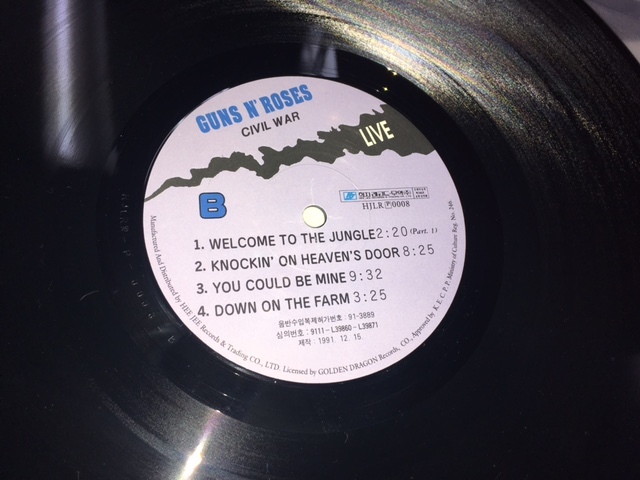 GUNS N' ROSES
CIVIL WAR
LIVE
B
HJLR Ⓟ0008
1. WELCOME TO THE JUNGLE 2:20 (Part. 1)
2. KNOCKIN' ON HEAVEN'S DOOR 8:25
3. YOU COULD BE MINE 9:32
4. DOWN ON THE FARM 3:25
음반수입복제허가번호 : 91-3889
심의번호 : 9111-L39860-L39871
제작 : 1991. 12. 15.
Manufactured And Distributed by HEE JEE Records & Trading CO., LTD. Licensed by GOLDEN DRAGON Records, CO., Approved by K. E. C. P. P. Ministry of Culture Reg. No. 246